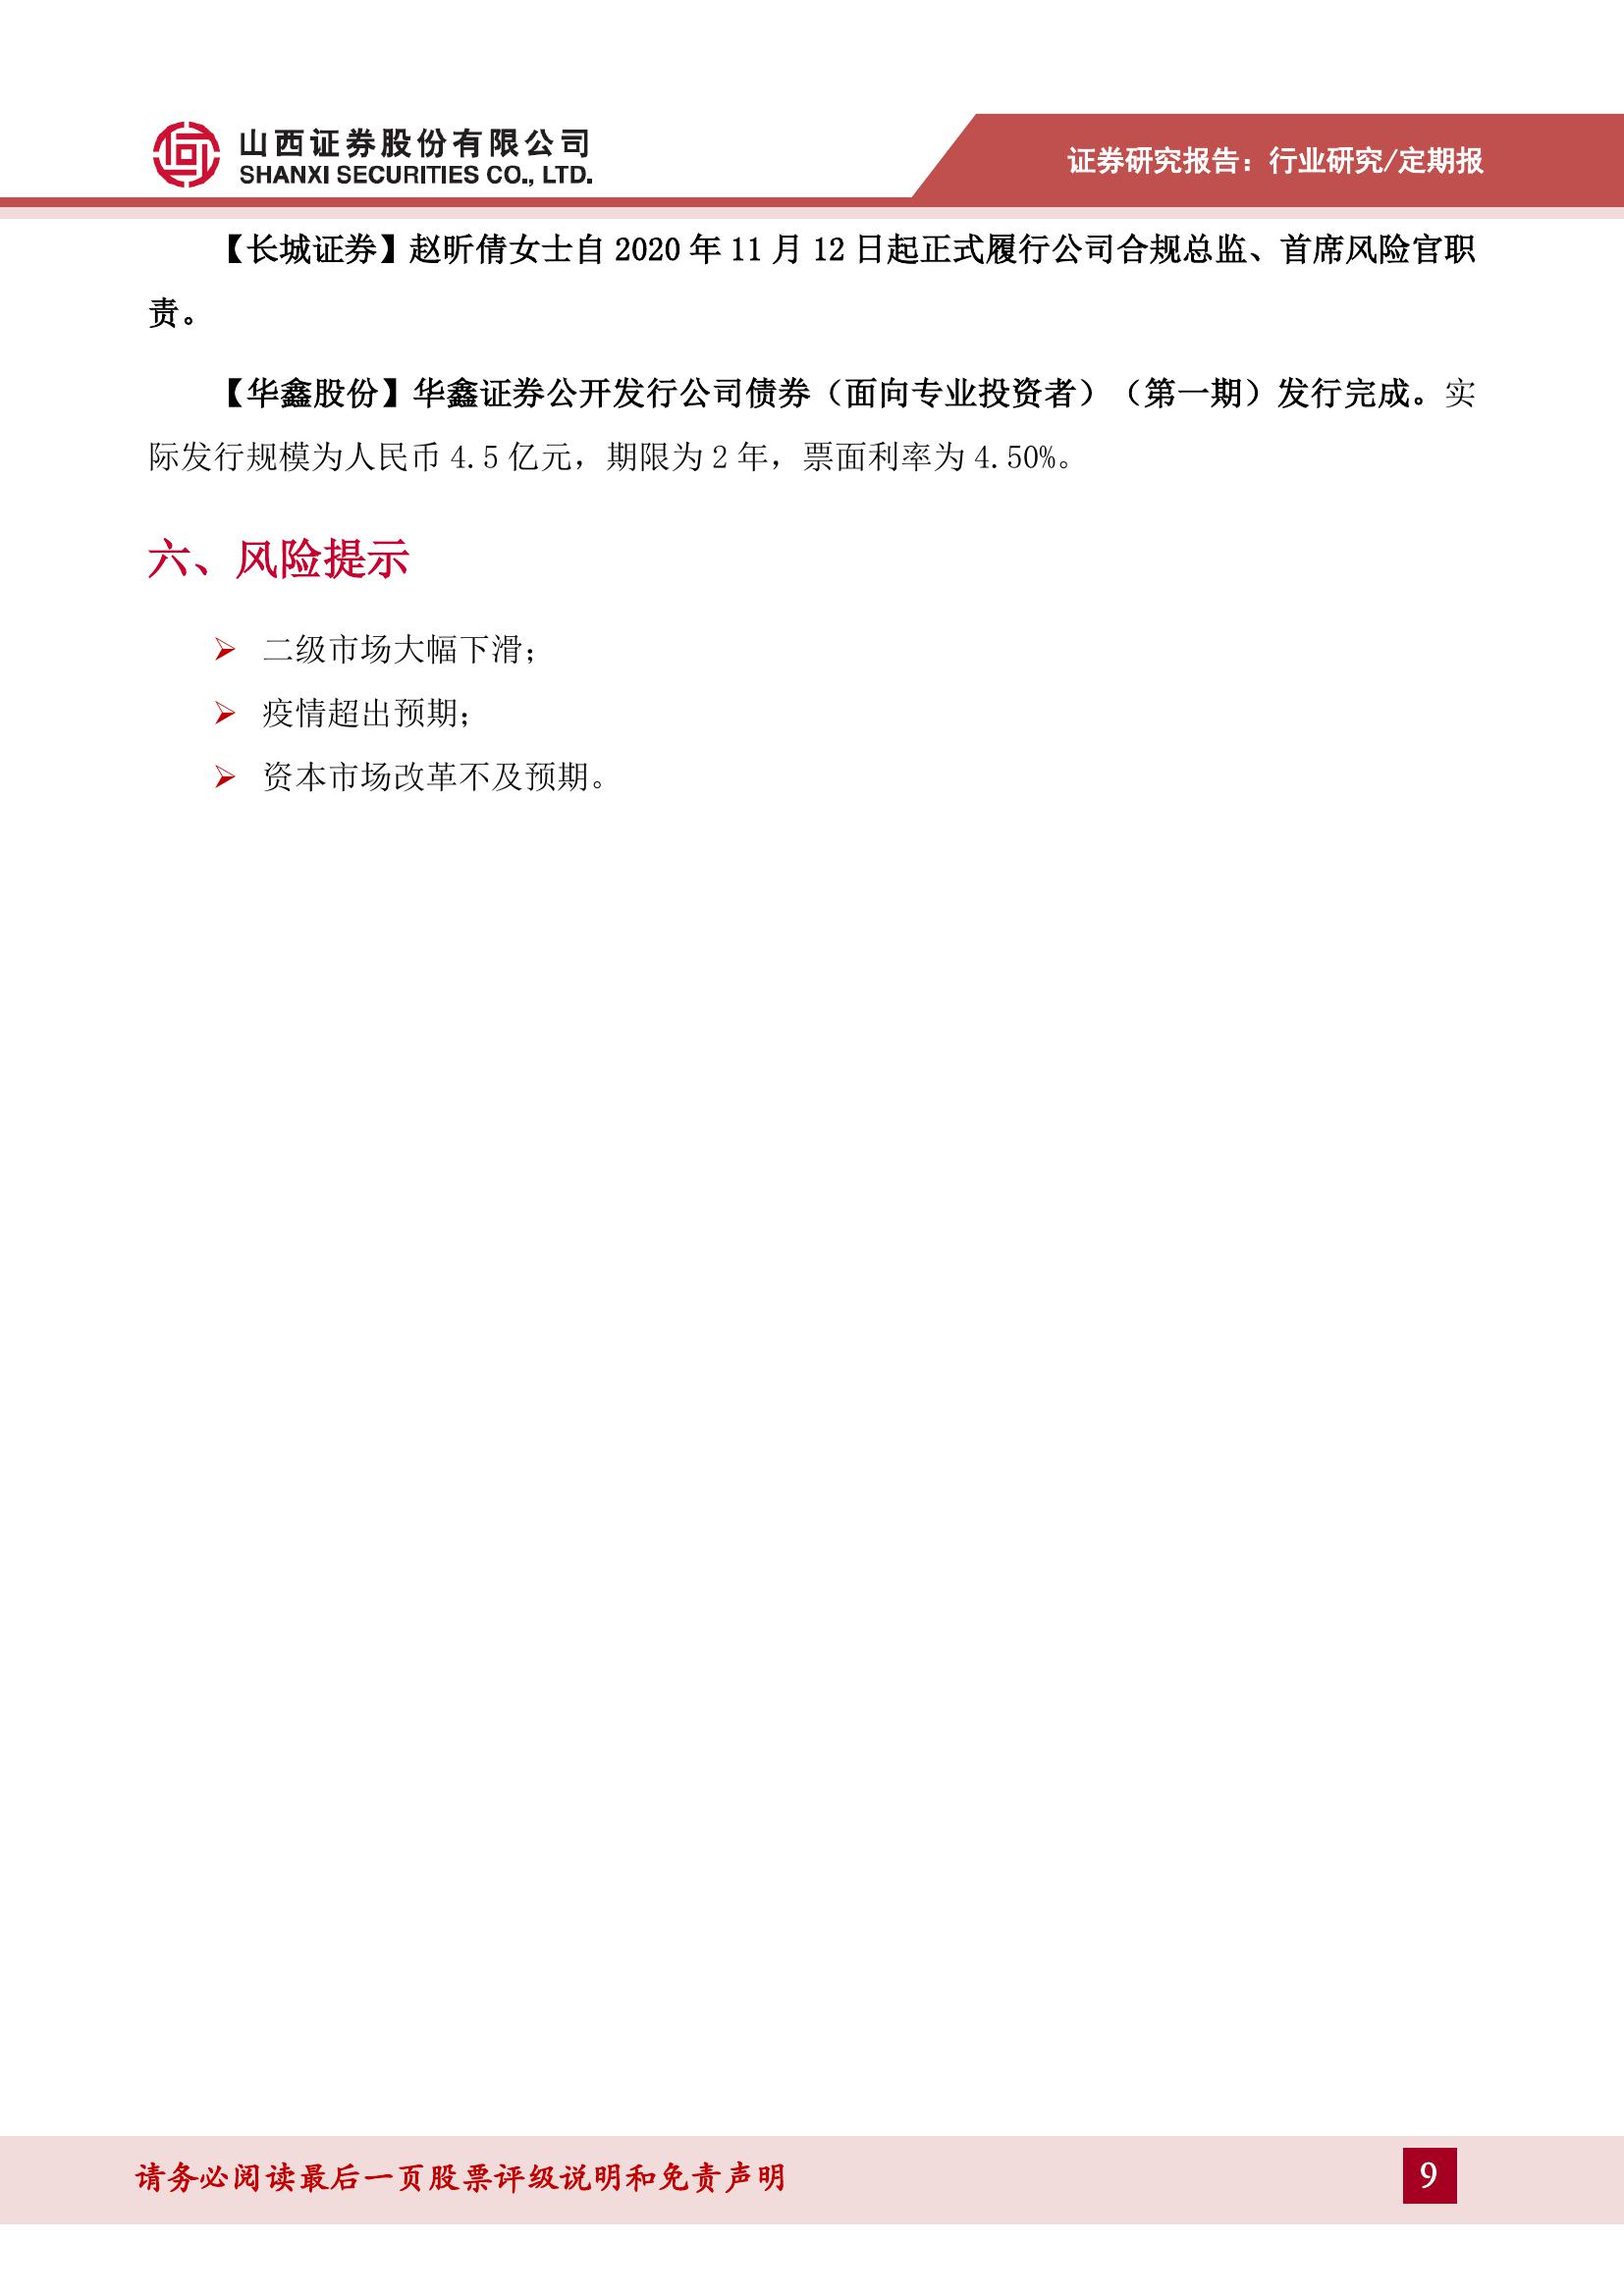 山西证券股份有限公司
SHANXI SECURITIES CO., LTD.
证券研究报告：行业研究/定期报
【长城证券】赵昕倩女士自 2020 年 11 月 12 日起正式履行公司合规总监、首席风险官职
责。
【华鑫股份】华鑫证券公开发行公司债券（面向专业投资者）（第一期）发行完成。实
际发行规模为人民币 4.5 亿元，期限为 2 年，票面利率为 4.50%。
六、风险提示
➢ 二级市场大幅下滑；
➢ 疫情超出预期；
➢ 资本市场改革不及预期。
请务必阅读最后一页股票评级说明和免责声明
9